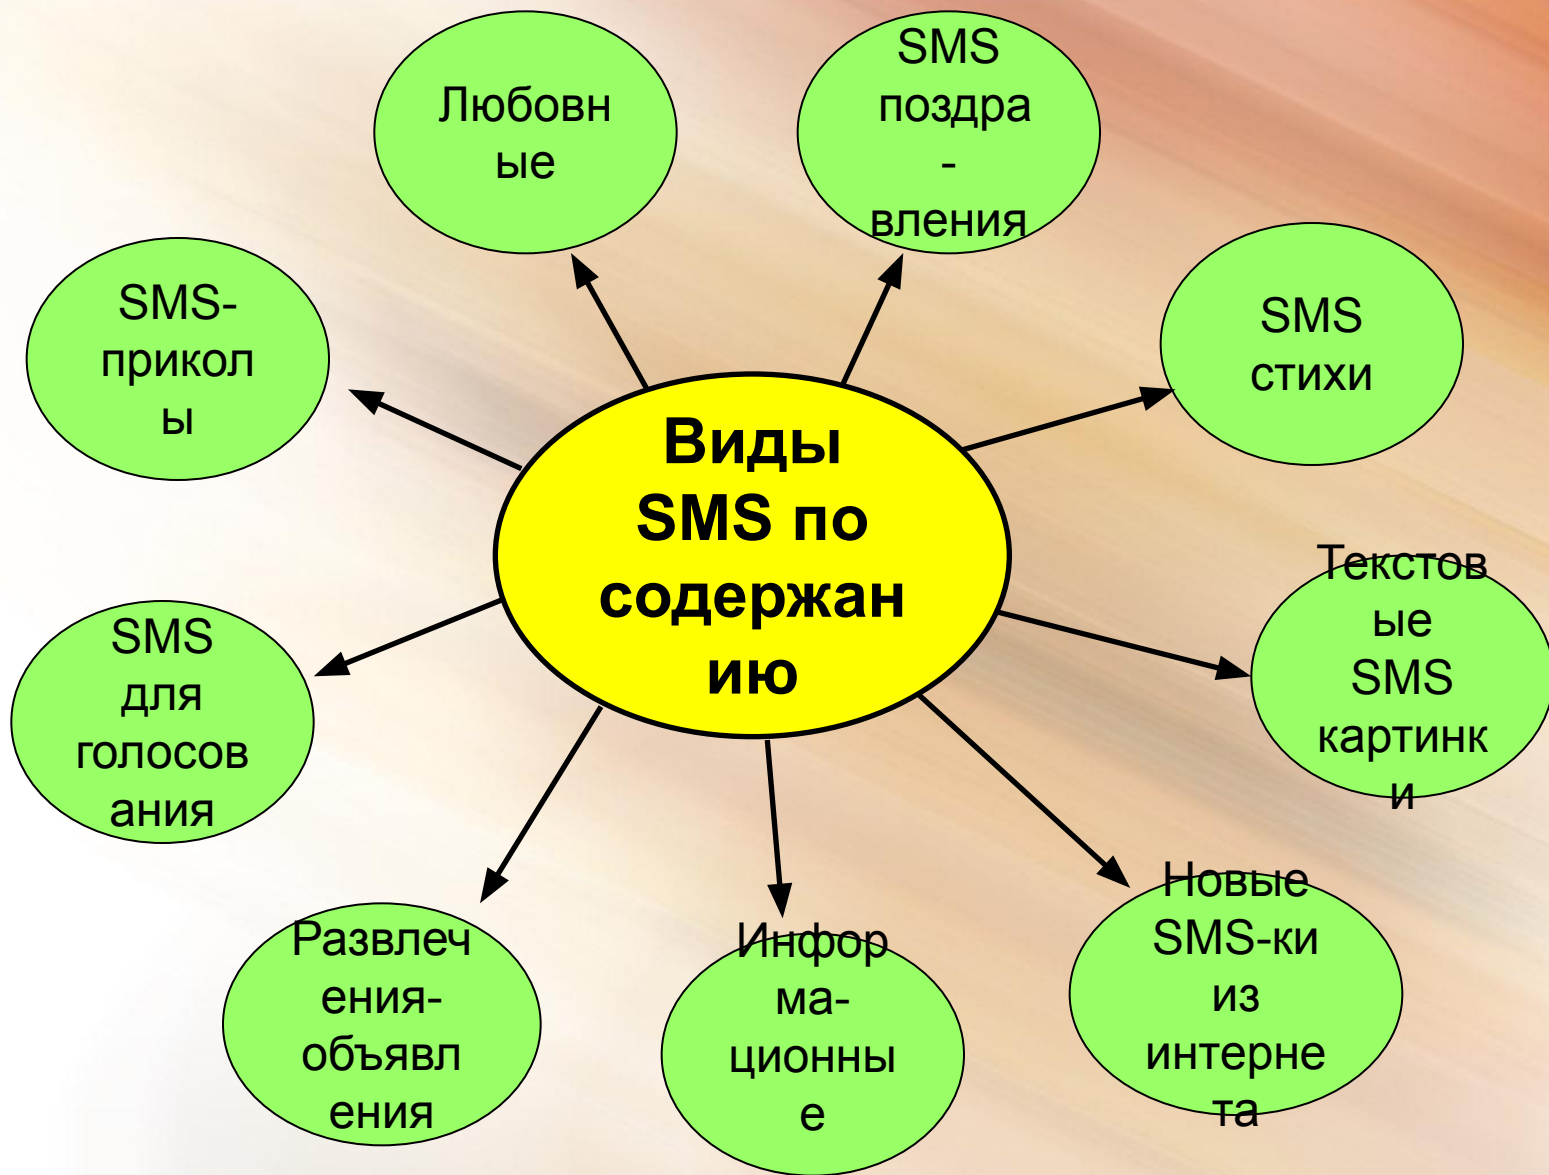 Любовн
ые
SMS
поздра
-
вления
SMS-
прикол
ы
SMS
стихи
Виды
SMS по
содержан
ию
Текстов
ые
SMS
картинк
и
SMS
для
голосов
ания
Новые
SMS-ки
из
интерне
та
Развлеч
ения-
объявл
ения
Инфор
ма-
ционны
е